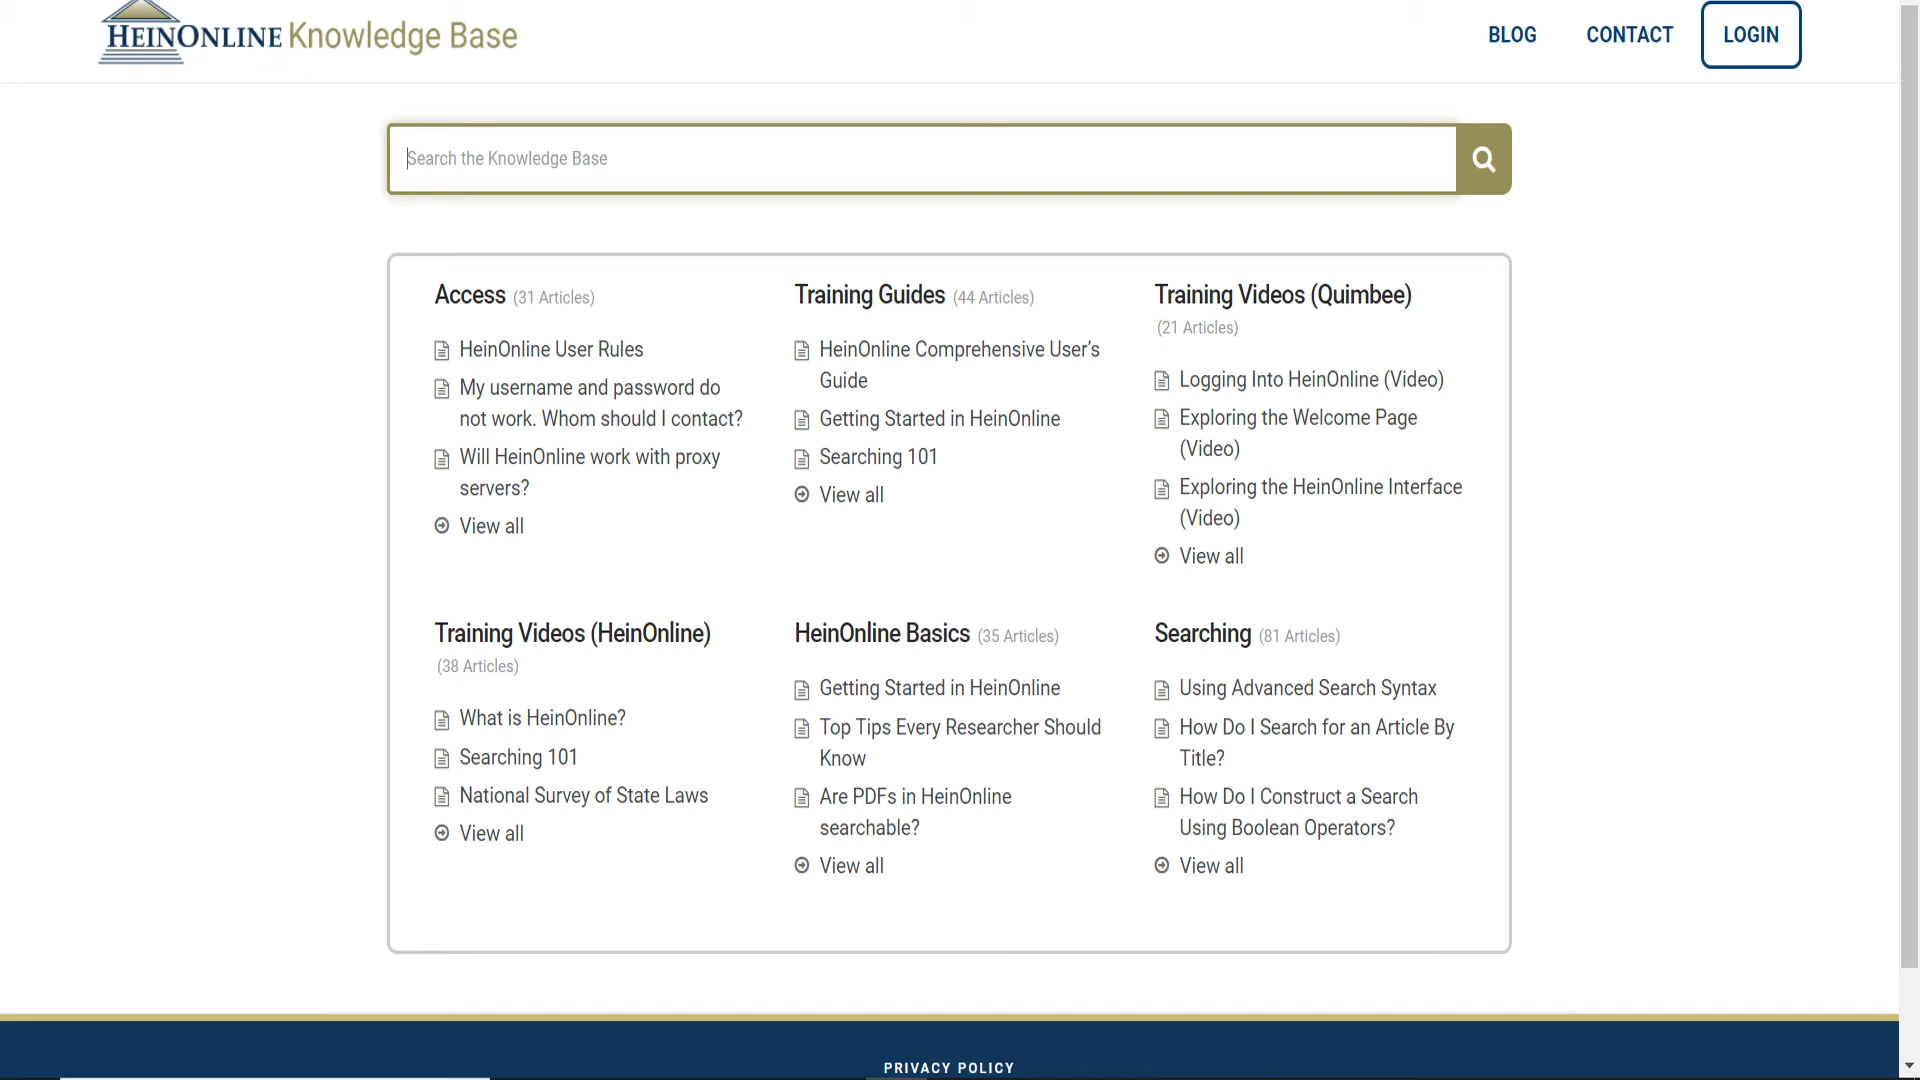 HEINONLINE Knowledge Base
BLOG CONTACT LOGIN
Search the Knowledge Base
Access (31 Articles)
HeinOnline User Rules
My username and password do
not work. Whom should I contact?
Will HeinOnline work with proxy
servers?
View all
Training Guides (44 Articles)
HeinOnline Comprehensive User’s
Guide
Getting Started in HeinOnline
Searching 101
View all
Training Videos (Quimbee)
(21 Articles)
Logging Into HeinOnline (Video)
Exploring the Welcome Page
(Video)
Exploring the HeinOnline Interface
(Video)
View all
Training Videos (HeinOnline)
(38 Articles)
What is HeinOnline?
Searching 101
National Survey of State Laws
View all
HeinOnline Basics (35 Articles)
Getting Started in HeinOnline
Top Tips Every Researcher Should
Know
Are PDFs in HeinOnline
searchable?
View all
Searching (81 Articles)
Using Advanced Search Syntax
How Do I Search for an Article By
Title?
How Do I Construct a Search
Using Boolean Operators?
View all
PRIVACY POLICY